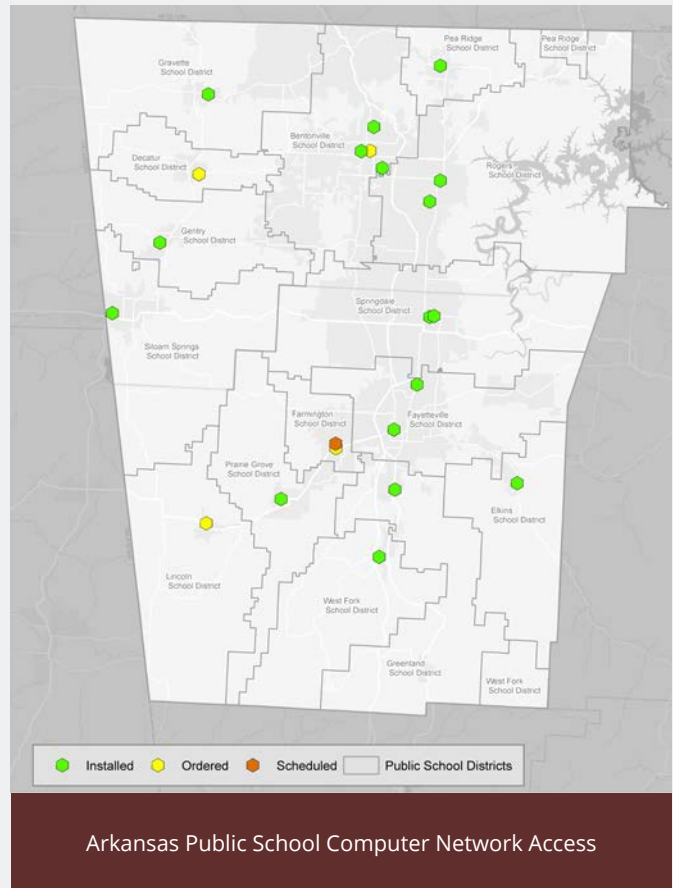 Pea Ridge
School District
Pea Ridge
School District
Gravette
School District
Bentonville
School District
Decatur
School District
Rogers
School District
Gentry
School District
Springdale
School District
Siloam Springs
School District
Farmington
School District
Fayetteville
School District
Prairie Grove
School District
Elkins
School District
Lincoln
School District
West Fork
School District
Greenland
School District
West Fork
School District
Installed Ordered Scheduled Public School Districts
Arkansas Public School Computer Network Access